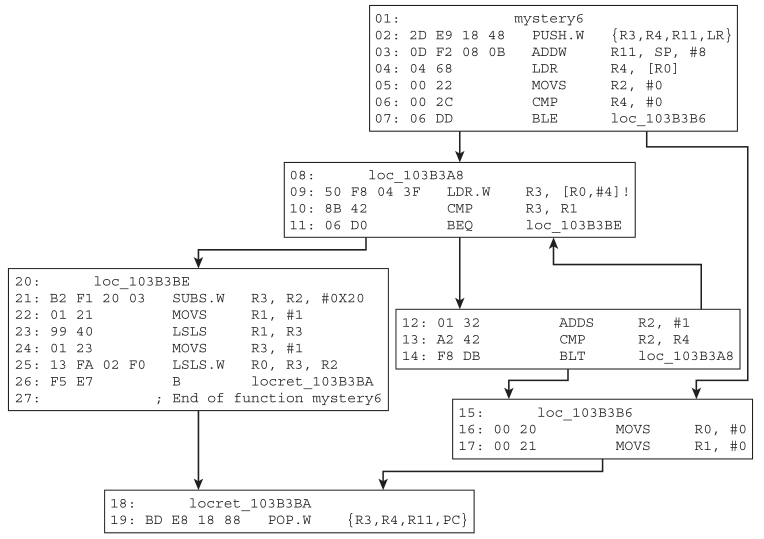 01: mystery6
02: 2D E9 18 48 PUSH.W {R3,R4,R11,LR}
03: 0D F2 08 0B ADDW R11, SP, #8
04: 04 68 LDR R4, [R0]
05: 00 22 MOVS R2, #0
06: 00 2C CMP R4, #0
07: 06 DD BLE loc_103B3B6
08: loc_103B3A8
09: 50 F8 04 3F LDR.W R3, [R0,#4]!
10: 8B 42 CMP R3, R1
11: 06 D0 BEQ loc_103B3BE
20: loc_103B3BE
21: B2 F1 20 03 SUBS.W R3, R2, #0X20
22: 01 21 MOVS R1, #1
23: 99 40 LSLS R1, R3
24: 01 23 MOVS R3, #1
25: 13 FA 02 F0 LSLS.W R0, R3, R2
26: F5 E7 B locret_103B3BA
27: ; End of function mystery6
12: 01 32 ADDS R2, #1
13: A2 42 CMP R2, R4
14: F8 DB BLT loc_103B3A8
15: loc_103B3B6
16: 00 20 MOVS R0, #0
17: 00 21 MOVS R1, #0
18: locret_103B3BA
19: BD E8 18 88 POP.W {R3,R4,R11,PC}